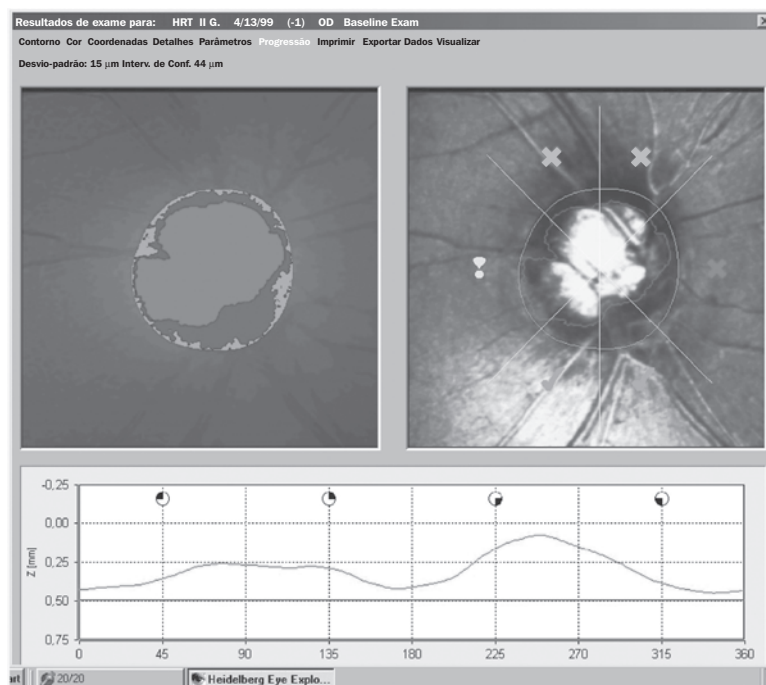 Resultados de exame para: HRT II G. 4/13/99 (-1) OD Baseline Exam
Contorno Cor Coordenadas Detalhes Parâmetros Progressão Imprimir Exportar Dados Visualizar
Desvio-padrão: 15 μm Interv. de Conf. 44 μm
-0,25
0,00
0,25
0,50
0,75
Z [mm]
0 45 90 135 180 225 270 315 360
art 20/20 Heidelberg Eye Explo...